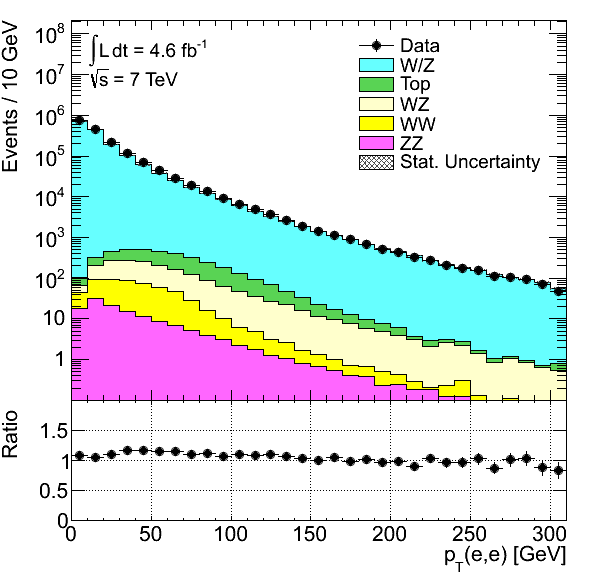 10⁸
10⁷
10⁶
10⁵
10⁴
10³
10²
10
1
Events / 10 GeV
∫L dt = 4.6 fb⁻¹
√s = 7 TeV
Data
W/Z
Top
WZ
WW
ZZ
Stat. Uncertainty
Ratio
1.5
1
0.5
0
0 50 100 150 200 250 300
p_T(e,e) [GeV]